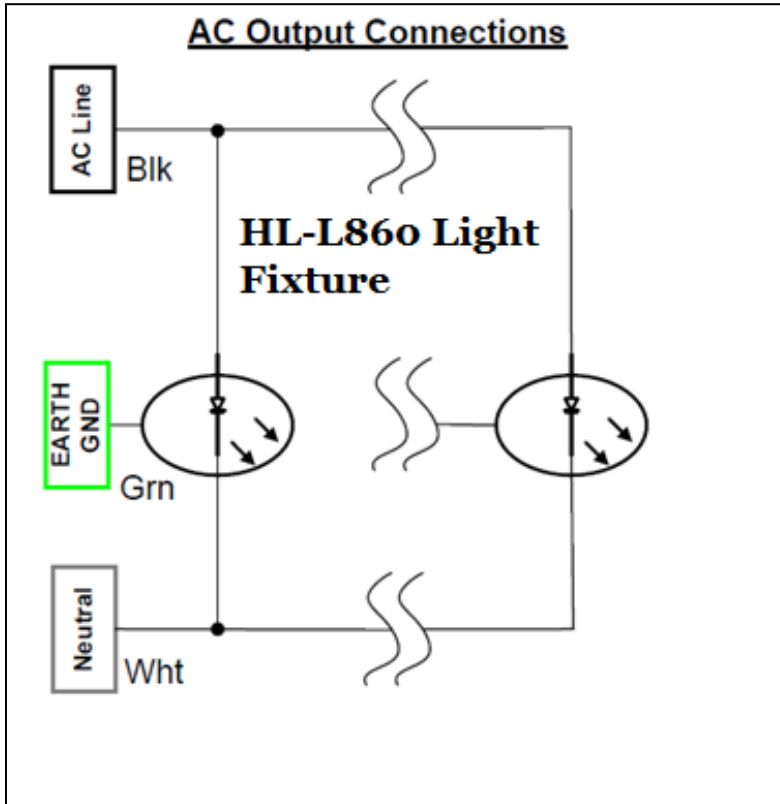 AC Output Connections
AC Line
Blk
HL-L860 Light
Fixture
EARTH
GND
Grn
Neutral
Wht